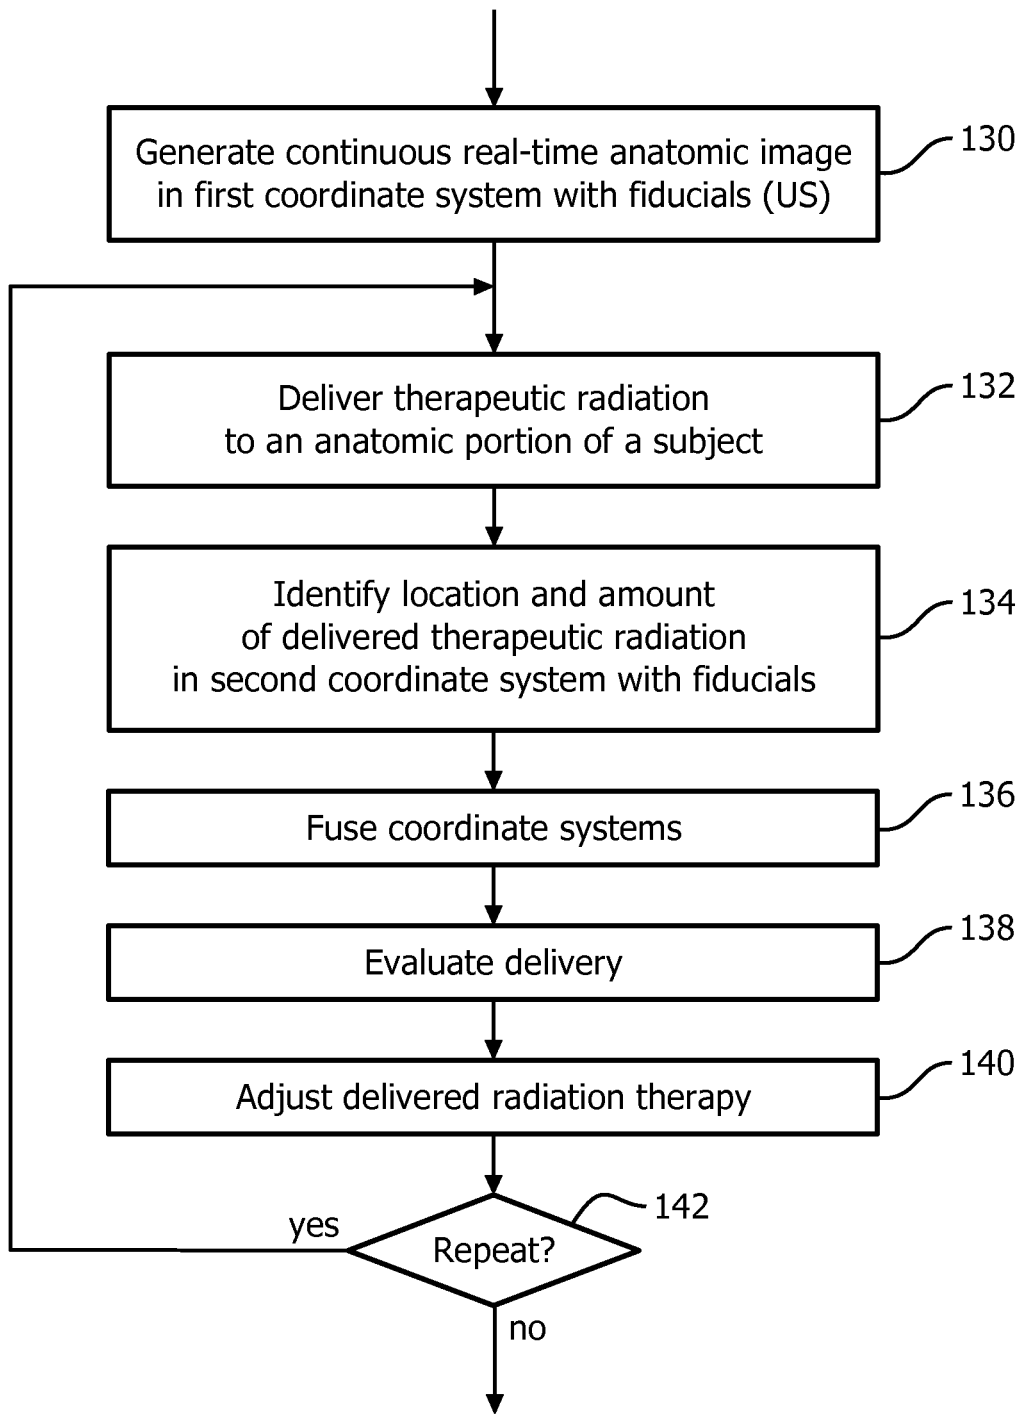 Generate continuous real-time anatomic image
in first coordinate system with fiducials (US)
130
Deliver therapeutic radiation
to an anatomic portion of a subject
132
Identify location and amount
of delivered therapeutic radiation
in second coordinate system with fiducials
134
Fuse coordinate systems
136
Evaluate delivery
138
Adjust delivered radiation therapy
140
Repeat?
142
yes
no